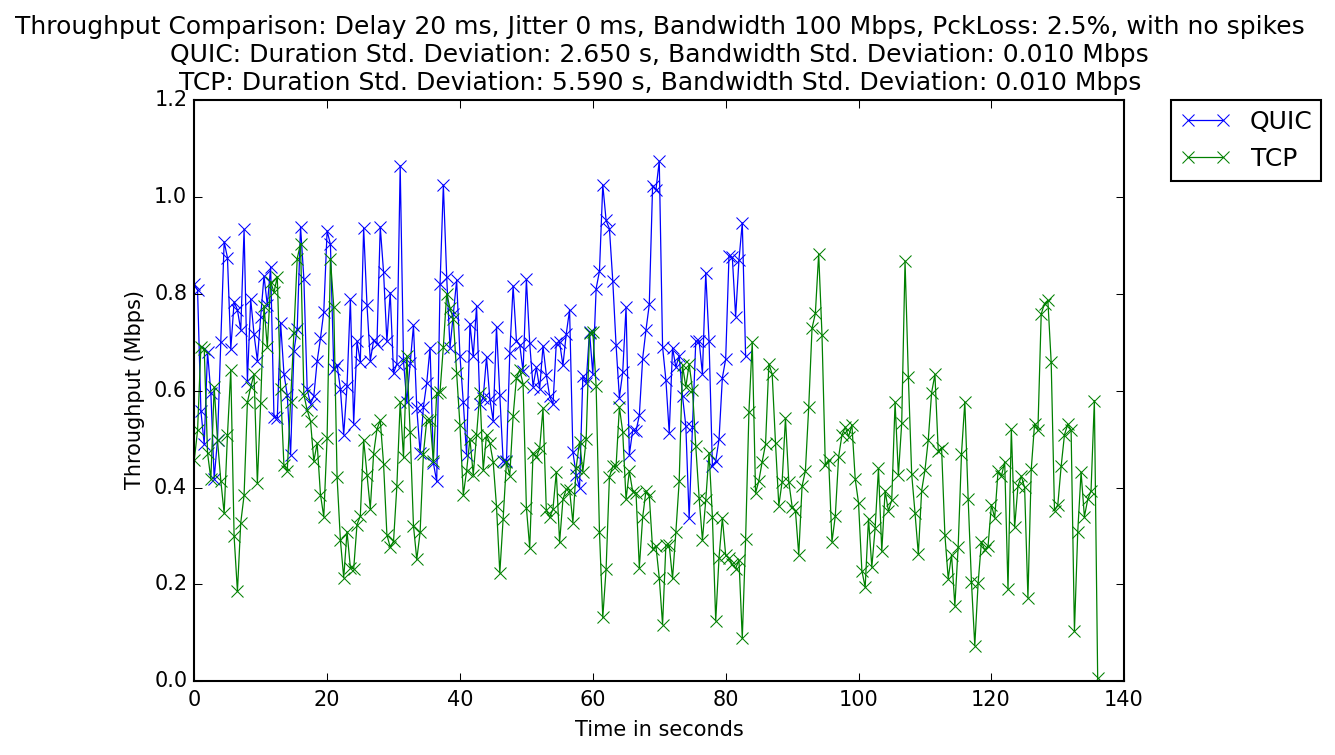 Throughput Comparison: Delay 20 ms, Jitter 0 ms, Bandwidth 100 Mbps, PckLoss: 2.5%, with no spikes
QUIC: Duration Std. Deviation: 2.650 s, Bandwidth Std. Deviation: 0.010 Mbps
TCP: Duration Std. Deviation: 5.590 s, Bandwidth Std. Deviation: 0.010 Mbps
1.2
1.0
0.8
0.6
0.4
0.2
0.0
Throughput (Mbps)
0 20 40 60 80 100 120 140
Time in seconds
QUIC
TCP